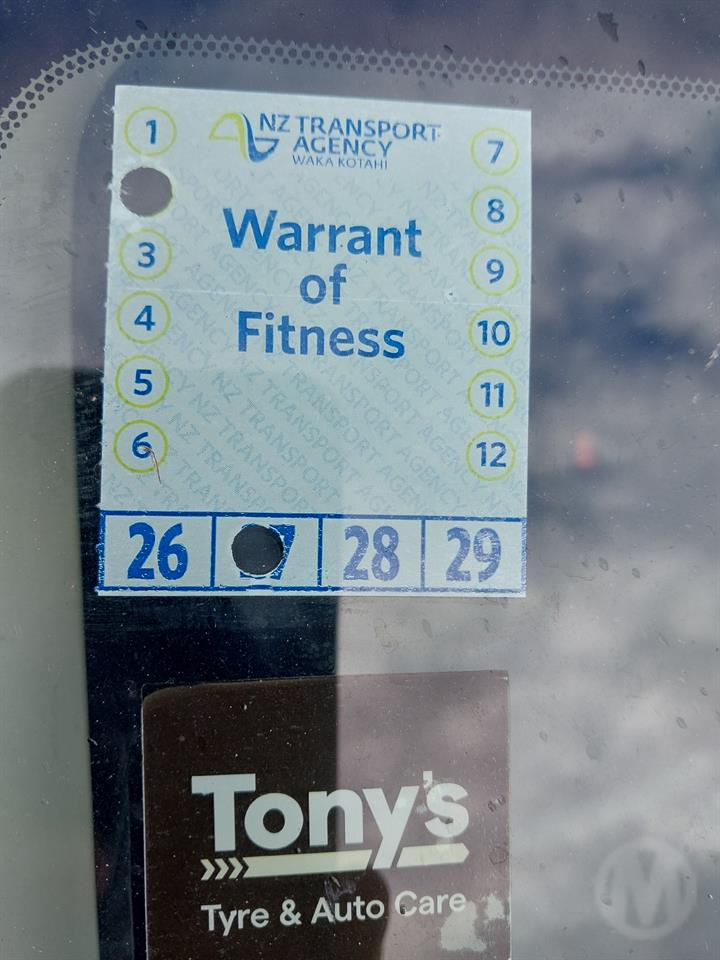 NZ TRANSPORT
AGENCY
WAKA KOTAHI
1
7
8
Warrant
of
Fitness
3
9
4
10
5
11
6
12
26
28
29
Tony's
Tyre & Auto Care
M